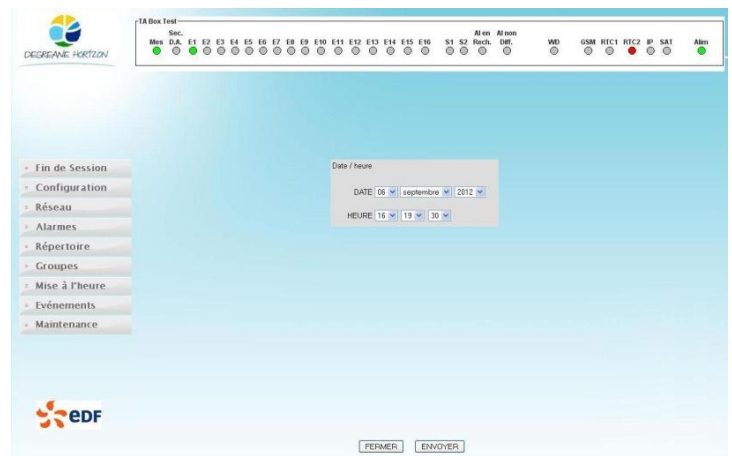 TA Box Test
Mes Sec. D.A. E1 E2 E3 E4 E5 E6 E7 E8 E9 E10 E11 E12 E13 E14 E15 E16 S1 S2 Al en Rech. Al non Diff. WD GSM RTC1 RTC2 IP SAT Alim
DEGREANE HORIZON
Fin de Session
Configuration
Réseau
Alarmes
Répertoire
Groupes
Mise à l'heure
Evénements
Maintenance
Date / heure
DATE 06 septembre 2012
HEURE 16 19 30
edf
FERMER ENVOYER